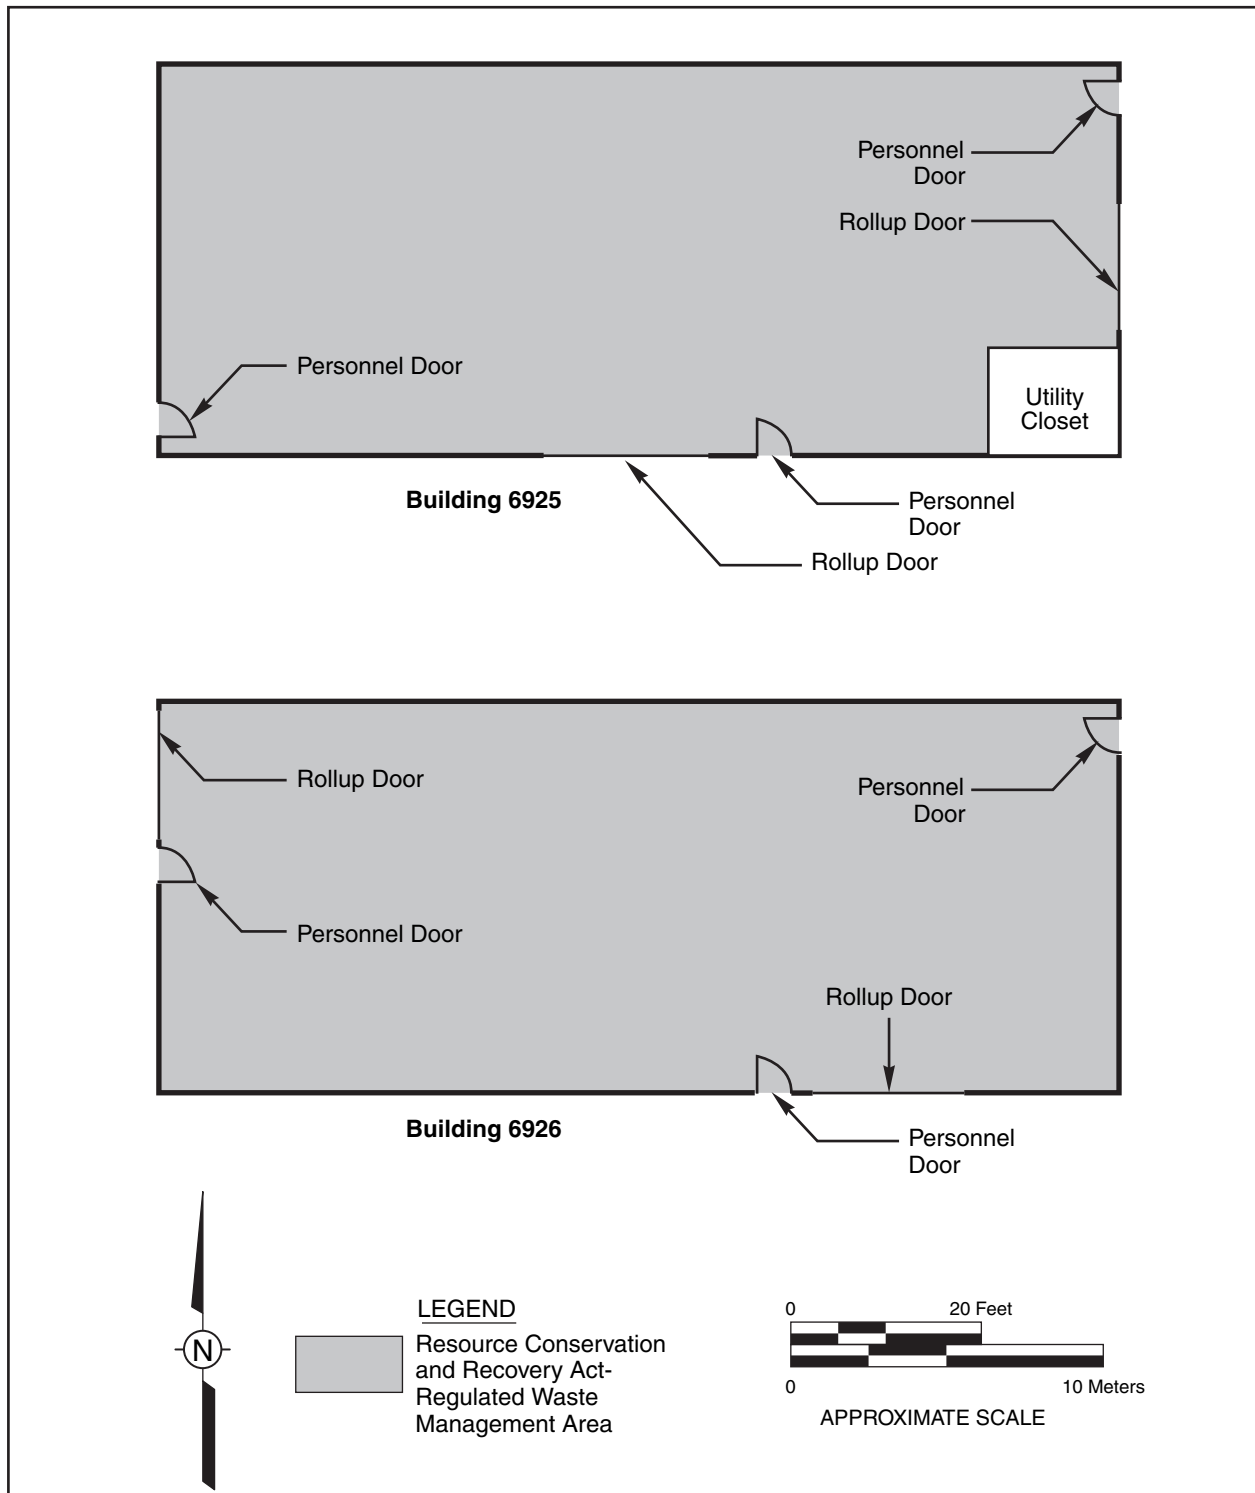 Personnel
Door
Rollup Door
Personnel Door
Utility
Closet
Building 6925
Personnel
Door
Rollup Door
Rollup Door
Personnel
Door
Personnel Door
Rollup Door
Building 6926
Personnel
Door
N
LEGEND
Resource Conservation
and Recovery Act-
Regulated Waste
Management Area
0 20 Feet
0 10 Meters
APPROXIMATE SCALE